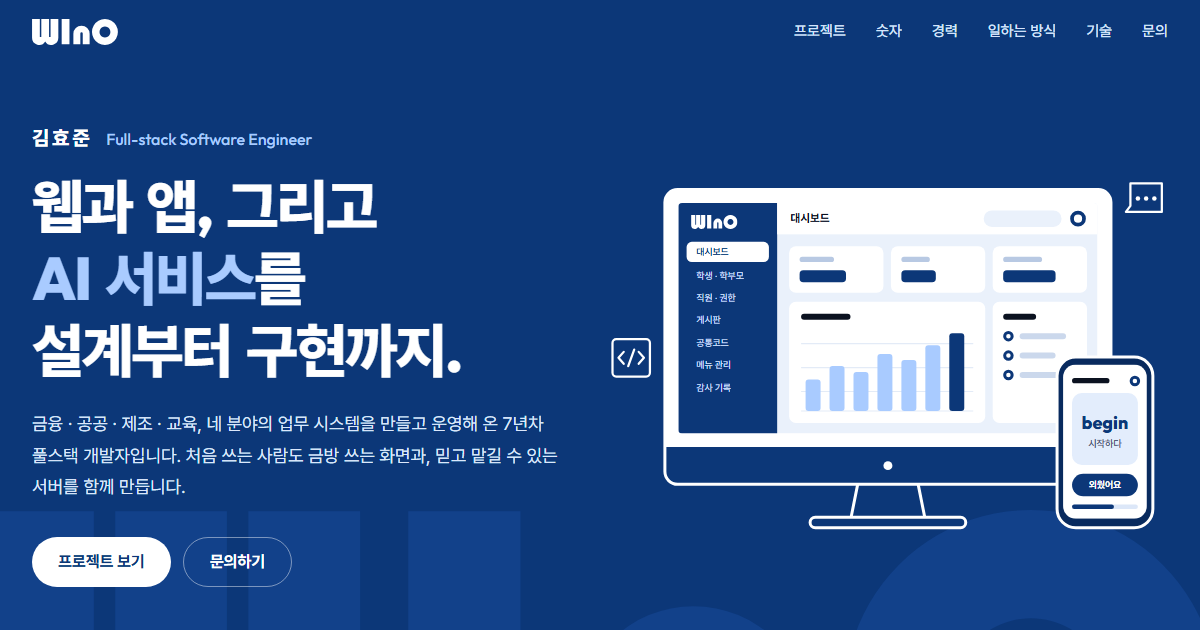 WInO
프로젝트 숫자 경력 일하는 방식 기술 문의
김효준 Full-stack Software Engineer
웹과 앱, 그리고
AI 서비스를
설계부터 구현까지.
금융 · 공공 · 제조 · 교육, 네 분야의 업무 시스템을 만들고 운영해 온 7년차
풀스택 개발자입니다. 처음 쓰는 사람도 금방 쓰는 화면과, 믿고 맡길 수 있는
서버를 함께 만듭니다.
프로젝트 보기 문의하기
WInO
대시보드
대시보드
학생 · 학부모
직원 · 권한
게시판
공통코드
메뉴 관리
감사 기록
</>
begin
시작하다
외웠어요